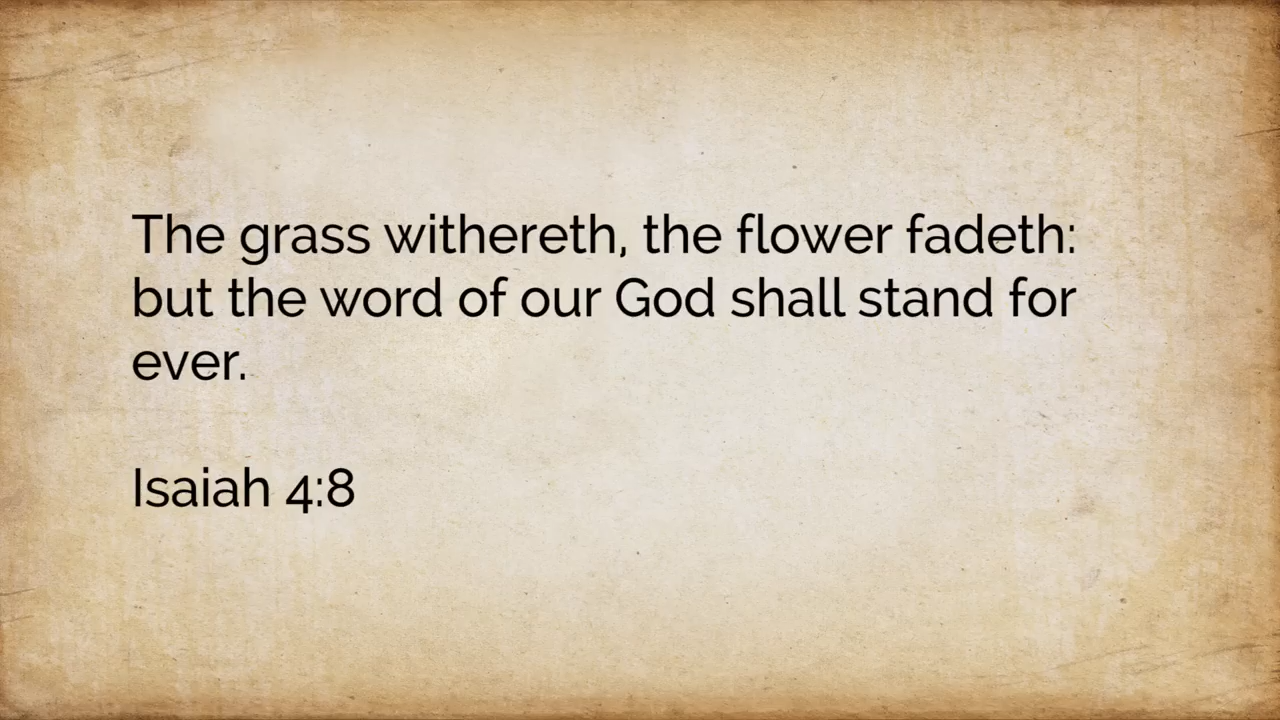 The grass withereth, the flower fadeth:
but the word of our God shall stand for
ever.
Isaiah 4:8